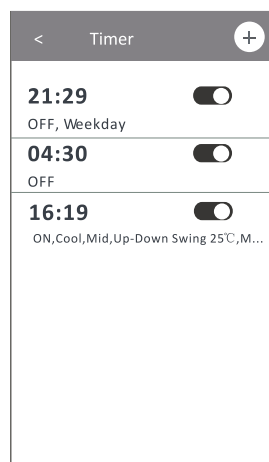 < Timer +
21:29
OFF, Weekday
04:30
OFF
16:19
ON,Cool,Mid,Up-Down Swing 25℃,M...